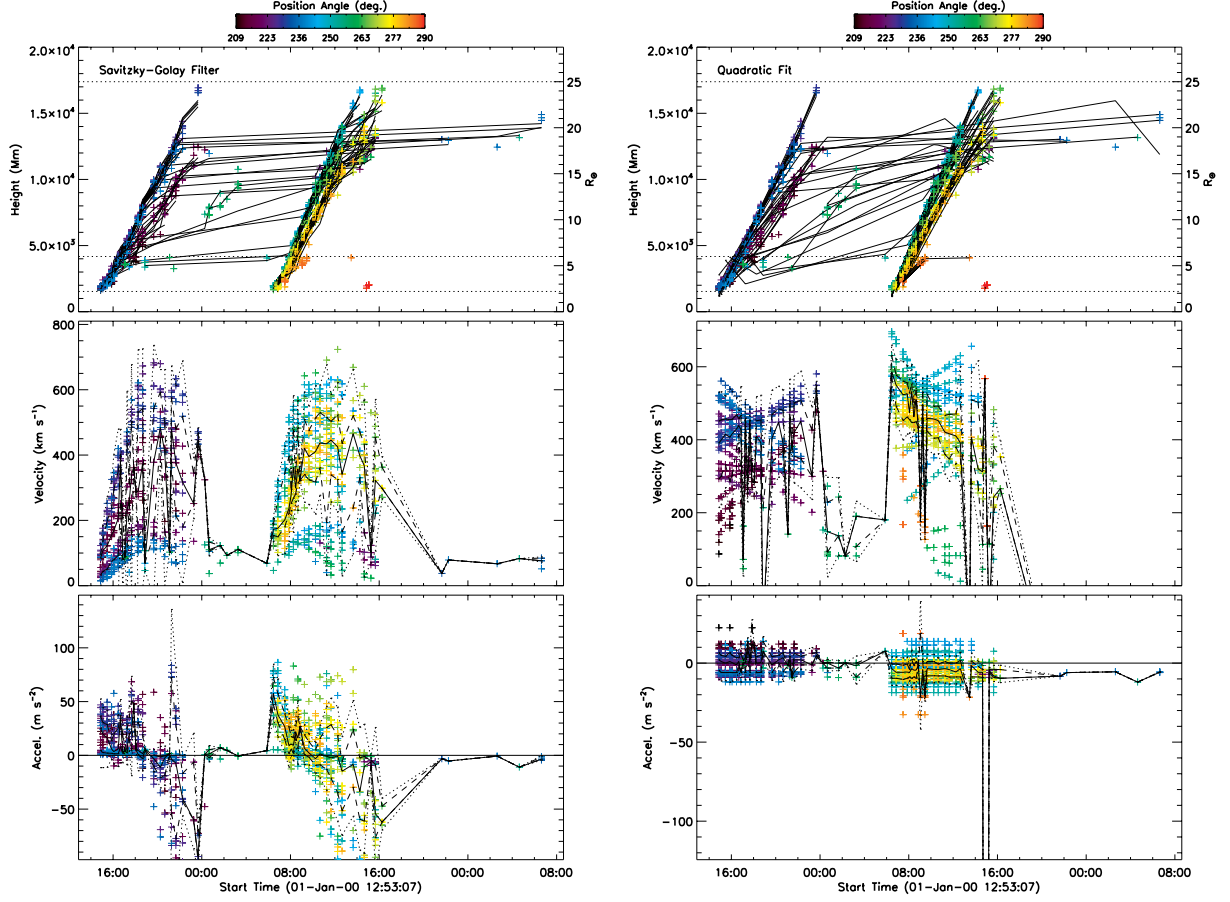 Position Angle (deg.)
209 223 236 250 263 277 290
Savitzky-Golay Filter
Height (Mm)
2.0×10⁴
1.5×10⁴
1.0×10⁴
5.0×10³
0
25
20
15
10
5
0
R⊕
Velocity (km s⁻¹)
800
600
400
200
0
Accel. (m s⁻²)
100
50
0
−50
16:00 00:00 08:00 16:00 00:00 08:00
Start Time (01-Jan-00 12:53:07)
Position Angle (deg.)
209 223 236 250 263 277 290
Quadratic Fit
Height (Mm)
2.0×10⁴
1.5×10⁴
1.0×10⁴
5.0×10³
0
25
20
15
10
5
0
R⊕
Velocity (km s⁻¹)
600
400
200
0
Accel. (m s⁻²)
0
−50
−100
16:00 00:00 08:00 16:00 00:00 08:00
Start Time (01-Jan-00 12:53:07)